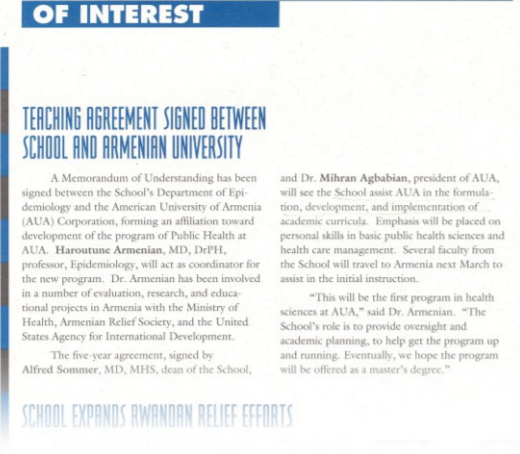 OF INTEREST
TEACHING AGREEMENT SIGNED BETWEEN
SCHOOL AND ARMENIAN UNIVERSITY
A Memorandum of Understanding has been
signed between the School's Department of Epi-
demiology and the American University of Armenia
(AUA) Corporation, forming an affiliation toward
development of the program of Public Health at
AUA. Haroutune Armenian, MD, DrPH,
professor, Epidemiology, will act as coordinator for
the new program. Dr. Armenian has been involved
in a number of evaluation, research, and educa-
tional projects in Armenia with the Ministry of
Health, Armenian Relief Society, and the United
States Agency for International Development.
The five-year agreement, signed by
Alfred Sommer, MD, MHS, dean of the School,
and Dr. Mihran Agbabian, president of AUA,
will see the School assist AUA in the formula-
tion, development, and implementation of
academic curricula. Emphasis will be placed on
personal skills in basic public health sciences and
health care management. Several faculty from
the School will travel to Armenia next March to
assist in the initial instruction.
"This will be the first program in health
sciences at AUA," said Dr. Armenian. "The
School's role is to provide oversight and
academic planning, to help get the program up
and running. Eventually, we hope the program
will be offered as a master's degree."
SCHOOL EXPANDS RWANDAN RELIEF EFFORTS